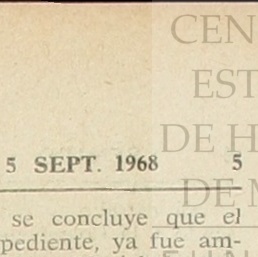 CEN
EST
DE H
DE M
5 SEPT. 1968 5
se concluye que el
pediente, ya fue am-